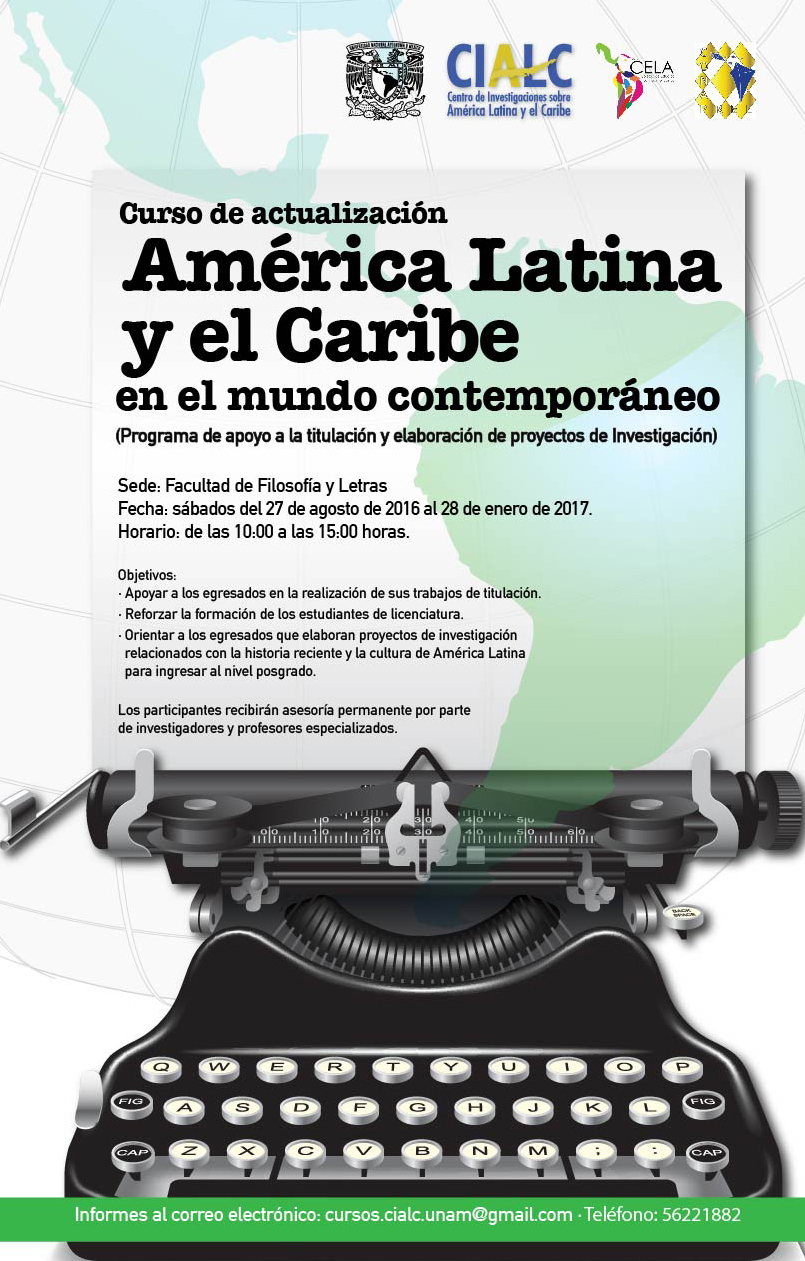 CIALC
Centro de Investigaciones sobre
América Latina y el Caribe
CELA
Curso de actualización
América Latina
y el Caribe
en el mundo contemporáneo
(Programa de apoyo a la titulación y elaboración de proyectos de Investigación)
Sede: Facultad de Filosofía y Letras
Fecha: sábados del 27 de agosto de 2016 al 28 de enero de 2017.
Horario: de las 10:00 a las 15:00 horas.
Objetivos:
· Apoyar a los egresados en la realización de sus trabajos de titulación.
· Reforzar la formación de los estudiantes de licenciatura.
· Orientar a los egresados que elaboran proyectos de investigación
relacionados con la historia reciente y la cultura de América Latina
para ingresar al nivel posgrado.
Los participantes recibirán asesoría permanente por parte
de investigadores y profesores especializados.
10 20 30 40 50
0 10 20 30 40 50 60
BACK
SPACE
Q W E R T Y U I O P
FIG A S D F G H J K L FIG
CAP Z X C V B N M ; : CAP
Informes al correo electrónico: cursos.cialc.unam@gmail.com · Teléfono: 56221882